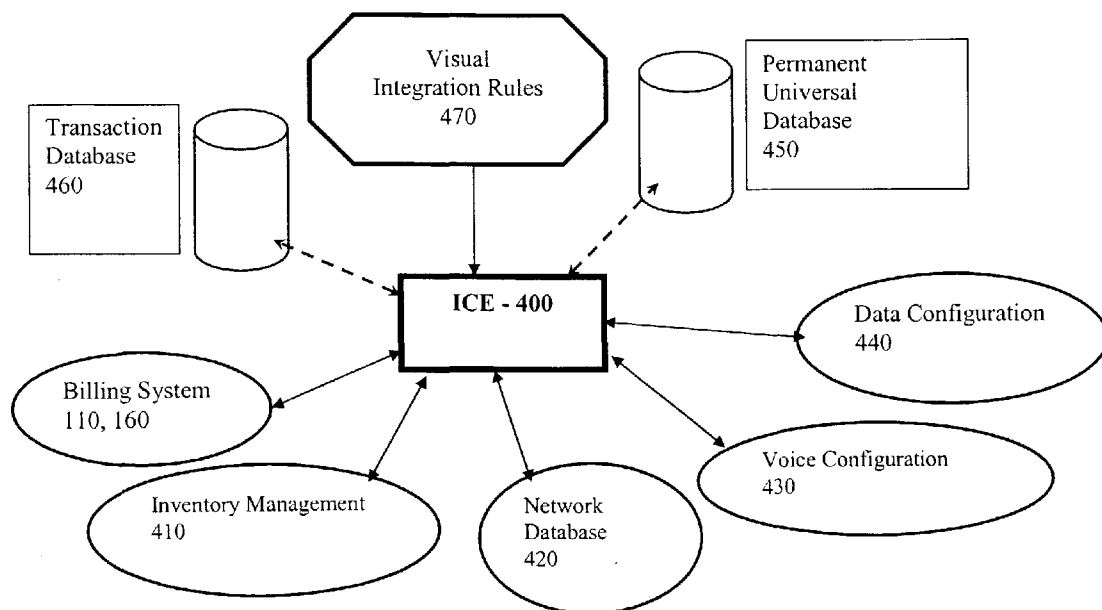 Visual
Integration Rules
470
Permanent
Universal
Database
450
Transaction
Database
460
ICE - 400
Data Configuration
440
Billing System
110, 160
Voice Configuration
430
Inventory Management
410
Network
Database
420